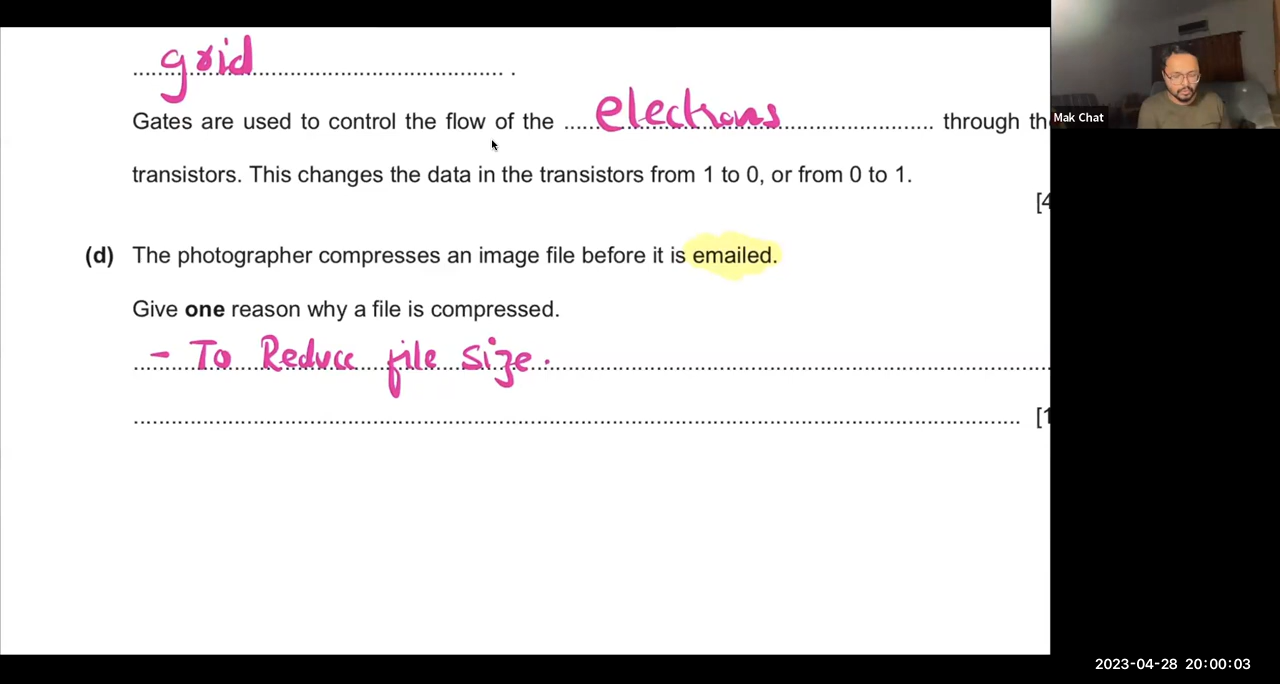 grid
.
Gates are used to control the flow of the electrons through th
transistors. This changes the data in the transistors from 1 to 0, or from 0 to 1.
[4
(d) The photographer compresses an image file before it is emailed.
Give one reason why a file is compressed.
- To Reduce file size.
[1
Mak Chat
2023-04-28 20:00:03